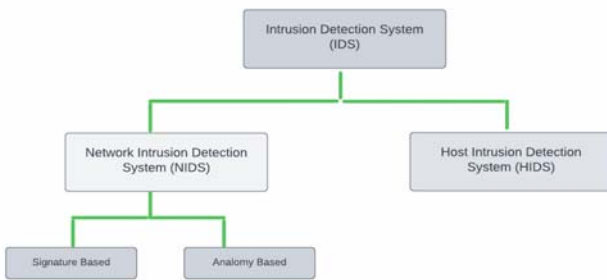 Intrusion Detection System
(IDS)
Network Intrusion Detection
System (NIDS)
Host Intrusion Detection
System (HIDS)
Signature Based
Analomy Based